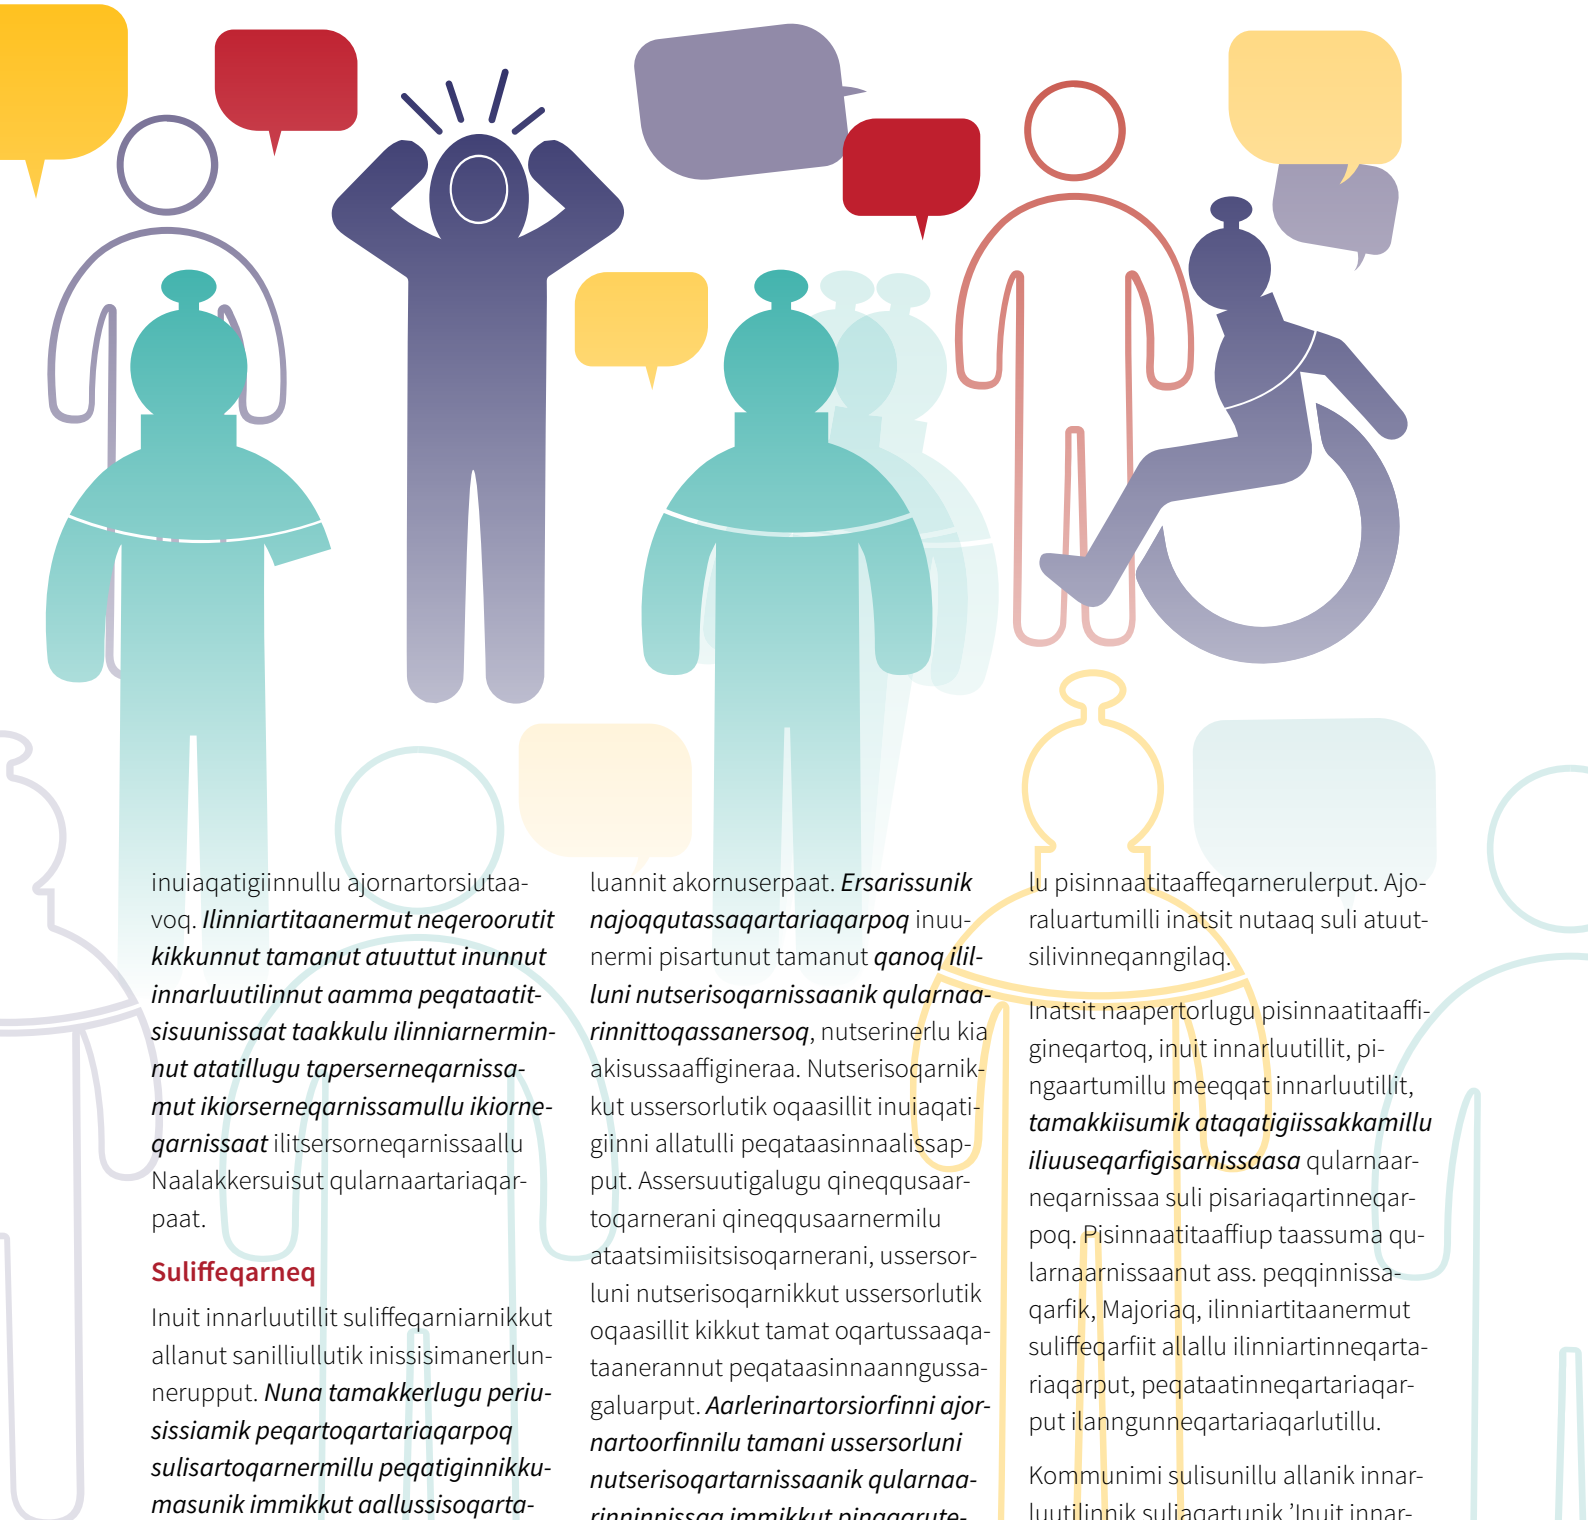 inuiaqatigiinnullu ajornartorsiutaa-
voq. Ilinniartitaanermut neqeroorutit
kikkunnut tamanut atuuttut inunnut
innarluutilinnut aamma peqataatit-
sisuunissaat taakkulu ilinniarnermin-
nut atatillugu taperserneqarnissa-
mut ikiorserneqarnissamullu ikiorne-
qarnissaat ilitsersorneqarnissaallu
Naalakkersuisut qularnaartariaqar-
paat.
Suliffeqarneq
Inuit innarluutillit suliffeqarniarnikkut
allanut sanilliullutik inissisimanerlun-
nerupput. Nuna tamakkerlugu periu-
sissiamik peqartoqartariaqarpoq
sulisartoqarnermillu peqatiginnikku-
masunik immikkut aallussisoqarta-
luannit akornuserpaat. Ersarissunik
najoqqutassaqartariaqarpoq inuu-
nermi pisartunut tamanut qanoq ilil-
luni nutserisoqarnissaanik qularnaa-
rinnittoqassanersoq, nutserinerlu kia
akisussaaffigineraa. Nutserisoqarnik-
kut ussersorlutik oqaasillit inuiaqati-
giinni allatulli peqataasinnaalissap-
put. Assersuutigalugu qineqqusaar-
toqarnerani qineqqusaarnermilu
ataatsimiisitsisoqarnerani, ussersor-
luni nutserisoqarnikkut ussersorlutik
oqaasillit kikkut tamat oqartussaaqa-
taanerannut peqataasinnaanngussa-
galuarput. Aarlerinartorsiorfinni ajor-
nartoorfinnilu tamani ussersorluni
nutserisoqartarnissaanik qularnaa-
rinninnissaa immikkut pingaarute-
lu pisinnaatitaaffeqarnerulerput. Ajo-
raluartumilli inatsit nutaaq suli atuut-
silivinneqanngilaq.
Inatsit naapertorlugu pisinnaatitaaffi-
gineqartoq, inuit innarluutillit, pi-
ngaartumillu meeqqat innarluutillit,
tamakkiisumik ataqatigiissakkamillu
iliuuseqarfigisarnissaasa qularnaar-
neqarnissaa suli pisariaqartinneqar-
poq. Pisinnaatitaaffiup taassuma qu-
larnaarnissaanut ass. peqqinnissa-
qarfik, Majoriaq, ilinniartitaanermut
suliffeqarfiit allallu ilinniartinneqarta-
riaqarput, peqataatinneqartariaqar-
put ilanngunneqartariaqarlutillu.
Kommunimi sulisunillu allanik innar-
luutilinnik suliaqartunik ’Inuit innar-